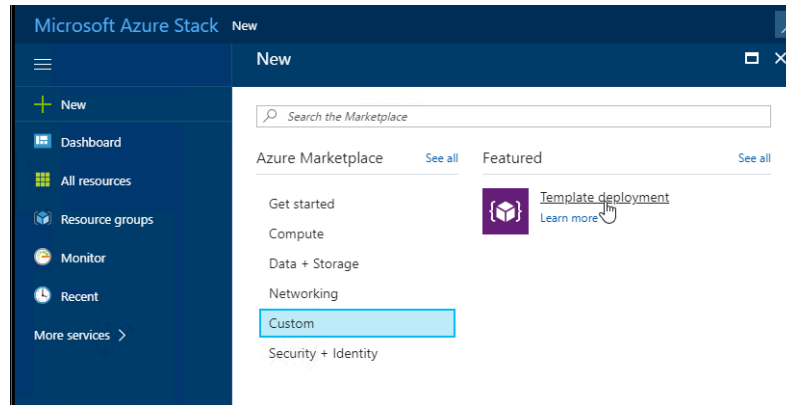 Microsoft Azure Stack New
New
New
Dashboard
All resources
Resource groups
Monitor
Recent
More services
Search the Marketplace
Azure Marketplace See all
Get started
Compute
Data + Storage
Networking
Custom
Security + Identity
Featured See all
Template deployment
Learn more